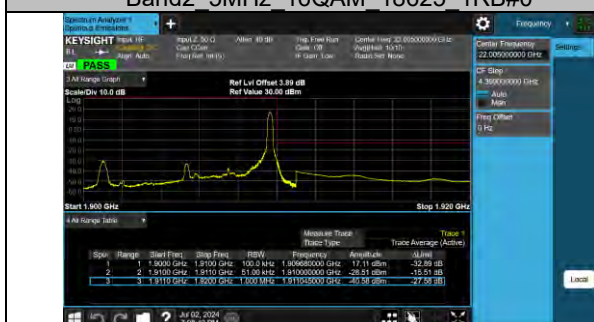 Band2_5MHz_16QAM_18625_1RB#0
Spectrum Analyzer 1
Spurious Emissions
+
Frequency
KEYSIGHT
Input: RF
Input Z: 50 Ω
Atten: 40 dB
Trig: Free Run
RL
Align: Auto
Gate: Off
IF Gain: Low
PASS
Center Frequency
22.005000000 GHz
Settings
CF Step
4.399000000 GHz
Auto
Man
Freq Offset
0 Hz
3 All Range Graph
Scale/Div 10.0 dB
Ref Lvl Offset 3.89 dB
Ref Value 30.00 dBm
Log
Start 1.900 GHz
Stop 1.920 GHz
4 All Range Table
Measure Trace
Trace 1
Trace Type
Trace Average (Active)
Spur Range Start Freq Stop Freq RBW Frequency Amplitude ΔLimit
1 1 1.9000 GHz 1.9100 GHz 100.0 kHz 1.909680000 GHz 17.11 dBm -32.89 dB
2 2 1.9100 GHz 1.9110 GHz 51.00 kHz 1.910000000 GHz -28.51 dBm -15.51 dB
3 3 1.9110 GHz 1.9200 GHz 1.000 MHz 1.911045000 GHz -40.58 dBm -27.58 dB
Local
Jul 02, 2024